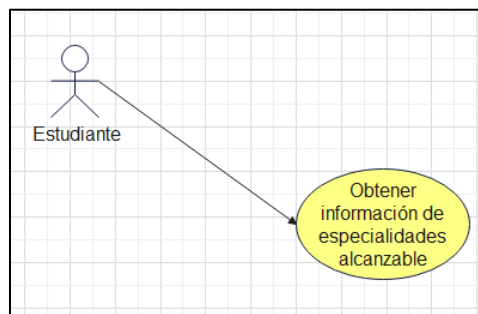 Estudiante
Obtener
información de
especialidades
alcanzable